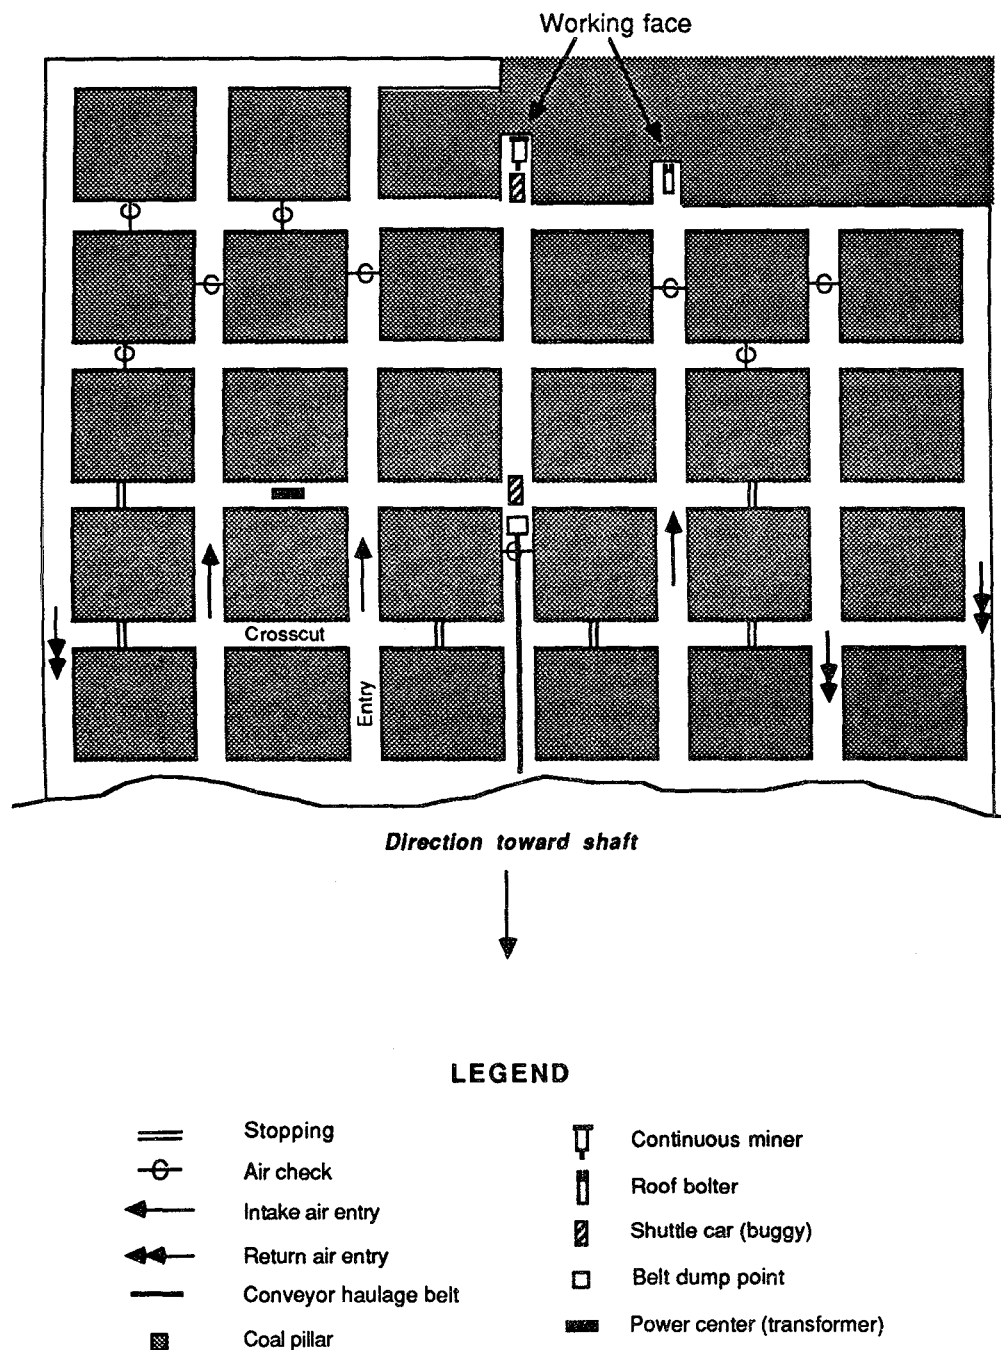 Working face
Crosscut
Entry
Direction toward shaft
LEGEND
Stopping
Air check
Intake air entry
Return air entry
Conveyor haulage belt
Coal pillar
Continuous miner
Roof bolter
Shuttle car (buggy)
Belt dump point
Power center (transformer)